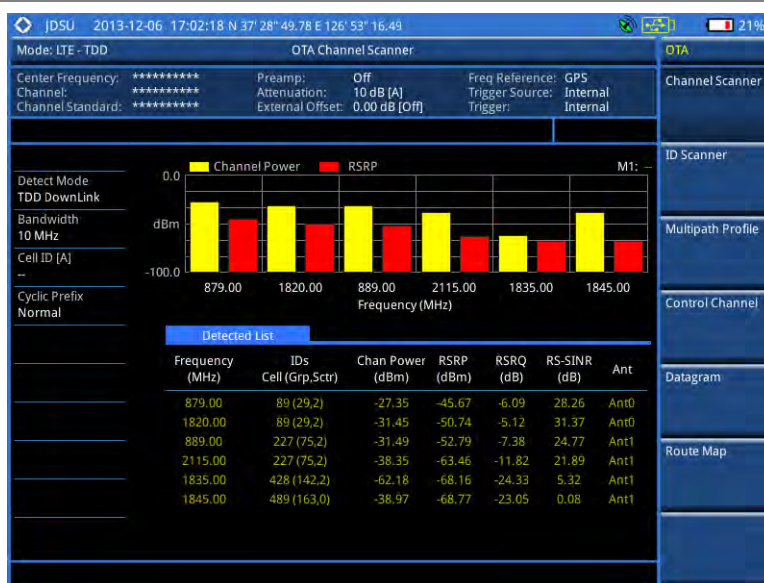 JDSU 2013-12-06 17:02:18 N 37' 28" 49.78 E 126' 53" 16.49 21%
Mode: LTE - TDD OTA Channel Scanner OTA
Center Frequency: ********** Preamp: Off Freq Reference: GPS
Channel: ********** Attenuation: 10 dB [A] Trigger Source: Internal
Channel Standard: ********** External Offset: 0.00 dB [Off] Trigger: Internal
Channel Scanner
ID Scanner
Multipath Profile
Control Channel
Datagram
Route Map
Detect Mode
TDD DownLink
Bandwidth
10 MHz
Cell ID [A]
--
Cyclic Prefix
Normal
Channel Power RSRP M1: --
0.0
dBm
-100.0
879.00 1820.00 889.00 2115.00 1835.00 1845.00
Frequency (MHz)
Detected List
Frequency IDs Chan Power RSRP RSRQ RS-SINR Ant
(MHz) Cell (Grp,Sctr) (dBm) (dBm) (dB) (dB)
879.00 89 (29,2) -27.35 -45.67 -6.09 28.26 Ant0
1820.00 89 (29,2) -31.45 -50.74 -5.12 31.37 Ant0
889.00 227 (75,2) -31.49 -52.79 -7.38 24.77 Ant1
2115.00 227 (75,2) -38.35 -63.46 -11.82 21.89 Ant1
1835.00 428 (142,2) -62.18 -68.16 -24.33 5.32 Ant1
1845.00 489 (163,0) -38.97 -68.77 -23.05 0.08 Ant1